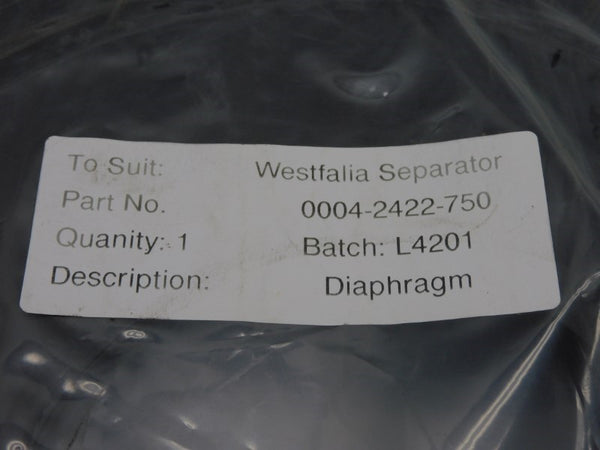 To Suit: Westfalia Separator
Part No. 0004-2422-750
Quanity: 1 Batch: L4201
Description: Diaphragm